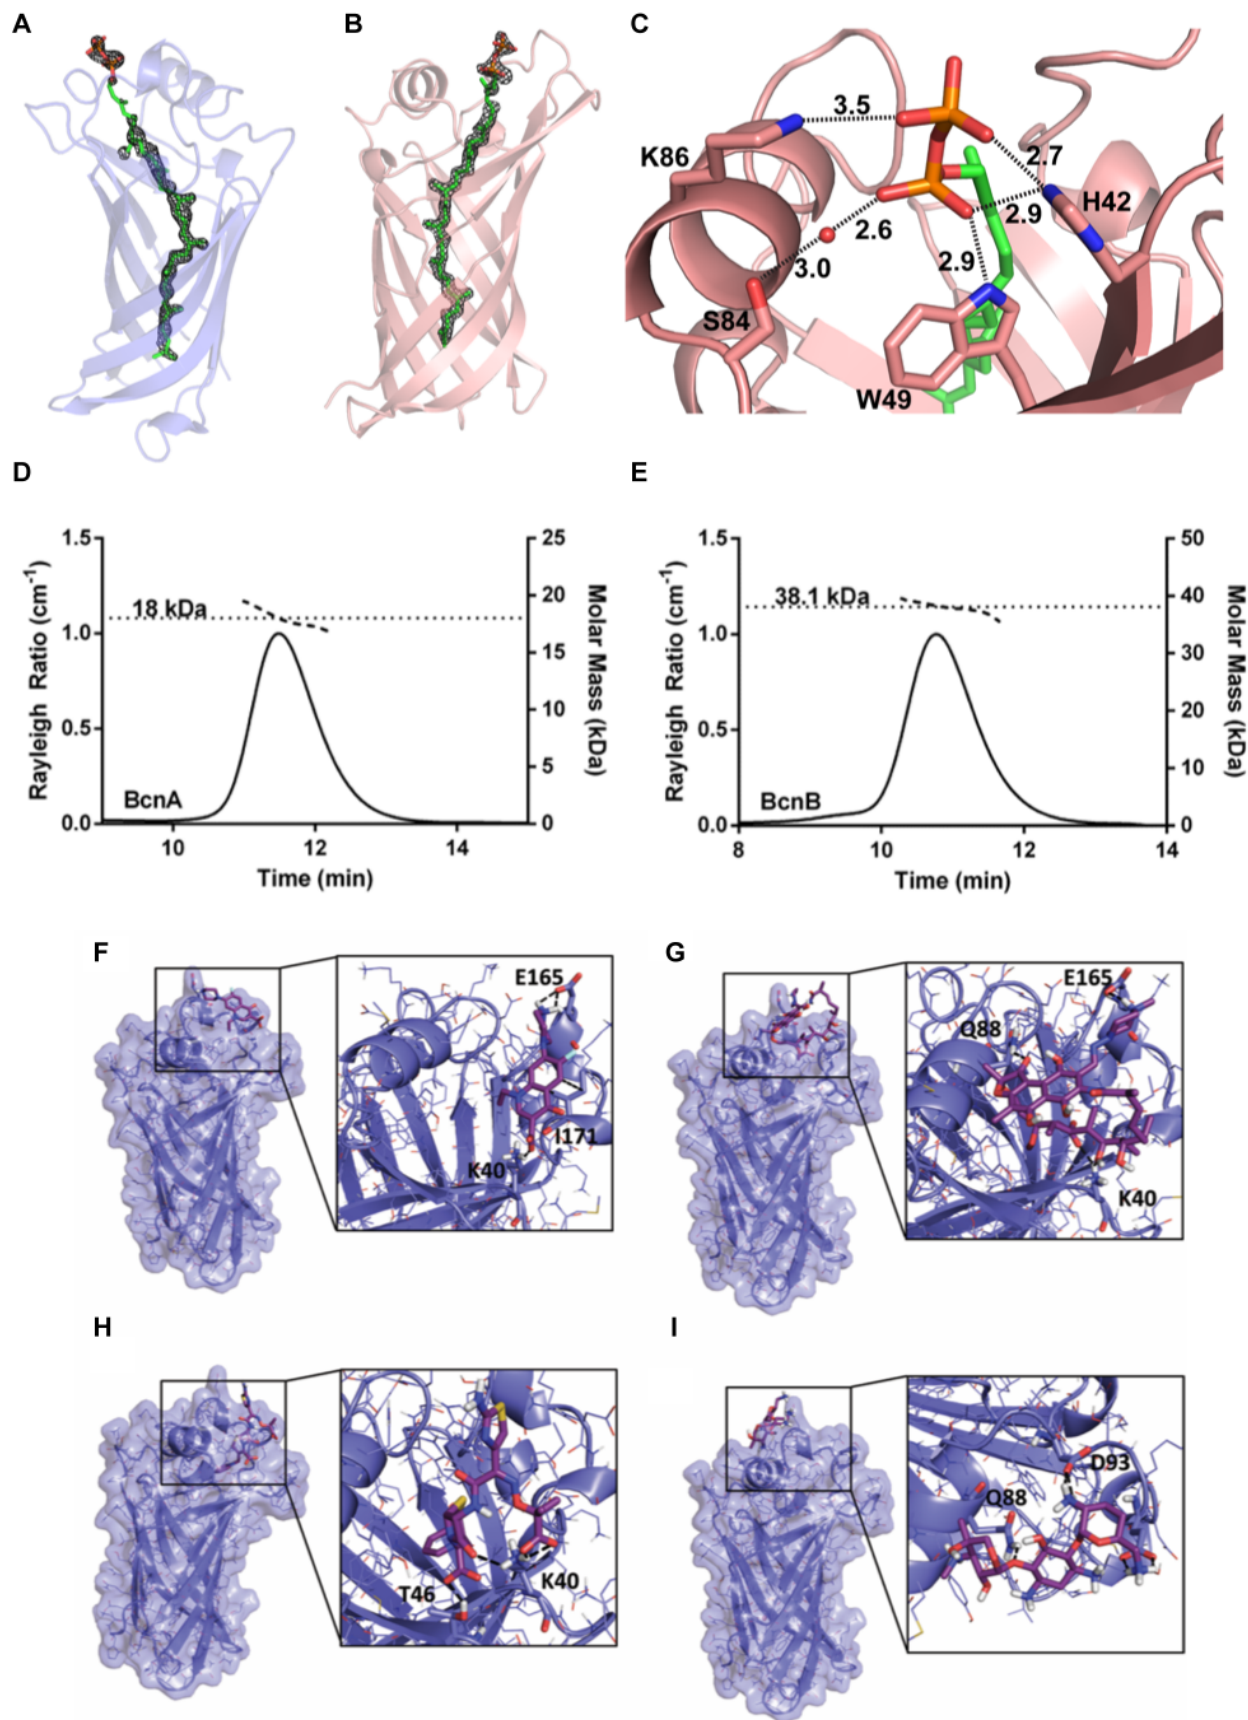 A
B
C
3.5
K86
2.7
H42
2.9
2.6
2.9
3.0
S84
W49
D
E
1.5
1.0
0.5
0.0
Rayleigh Ratio (cm-1)
18 kDa
BcnA
10
12
14
Time (min)
25
20
15
10
5
0
Molar Mass (kDa)
1.5
1.0
0.5
0.0
Rayleigh Ratio (cm-1)
38.1 kDa
BcnB
8
10
12
14
Time (min)
50
40
30
20
10
0
Molar Mass (kDa)
F
E165
I171
K40
G
E165
Q88
K40
H
T46
K40
I
D93
Q88